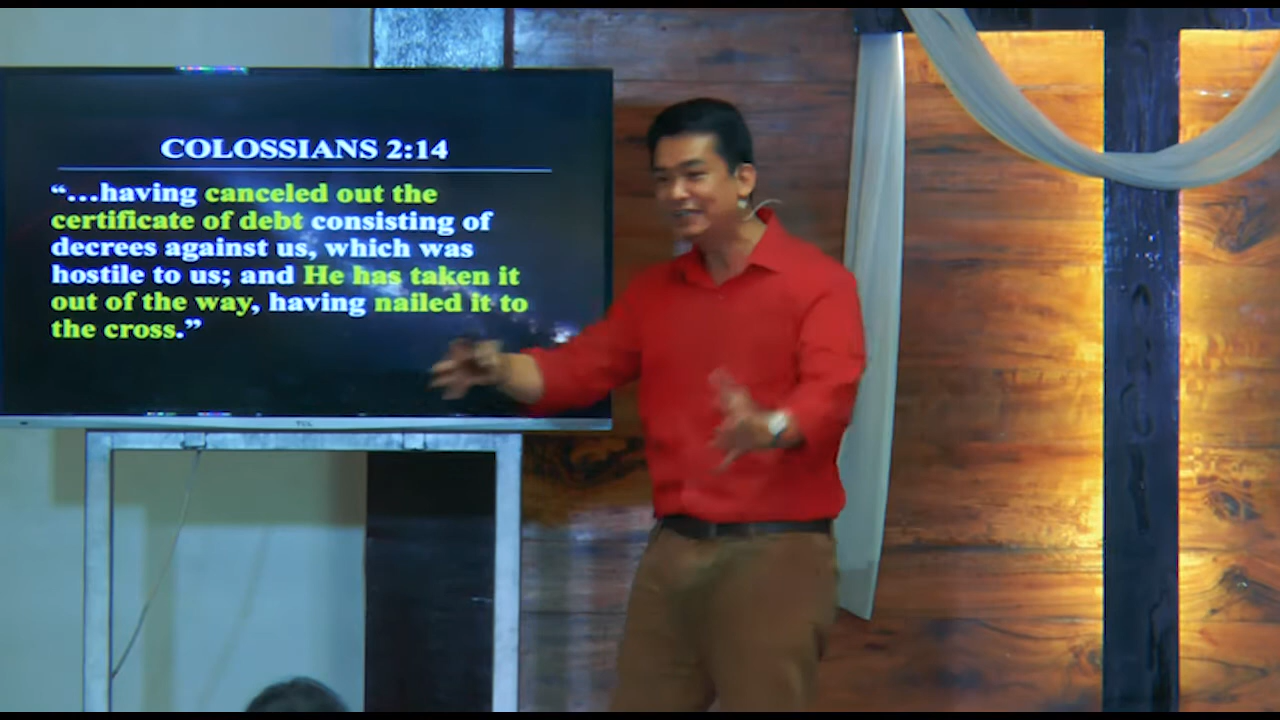 COLOSSIANS 2:14
“...having canceled out the
certificate of debt consisting of
decrees against us, which was
hostile to us; and He has taken it
out of the way, having nailed it to
the cross.”
TCL